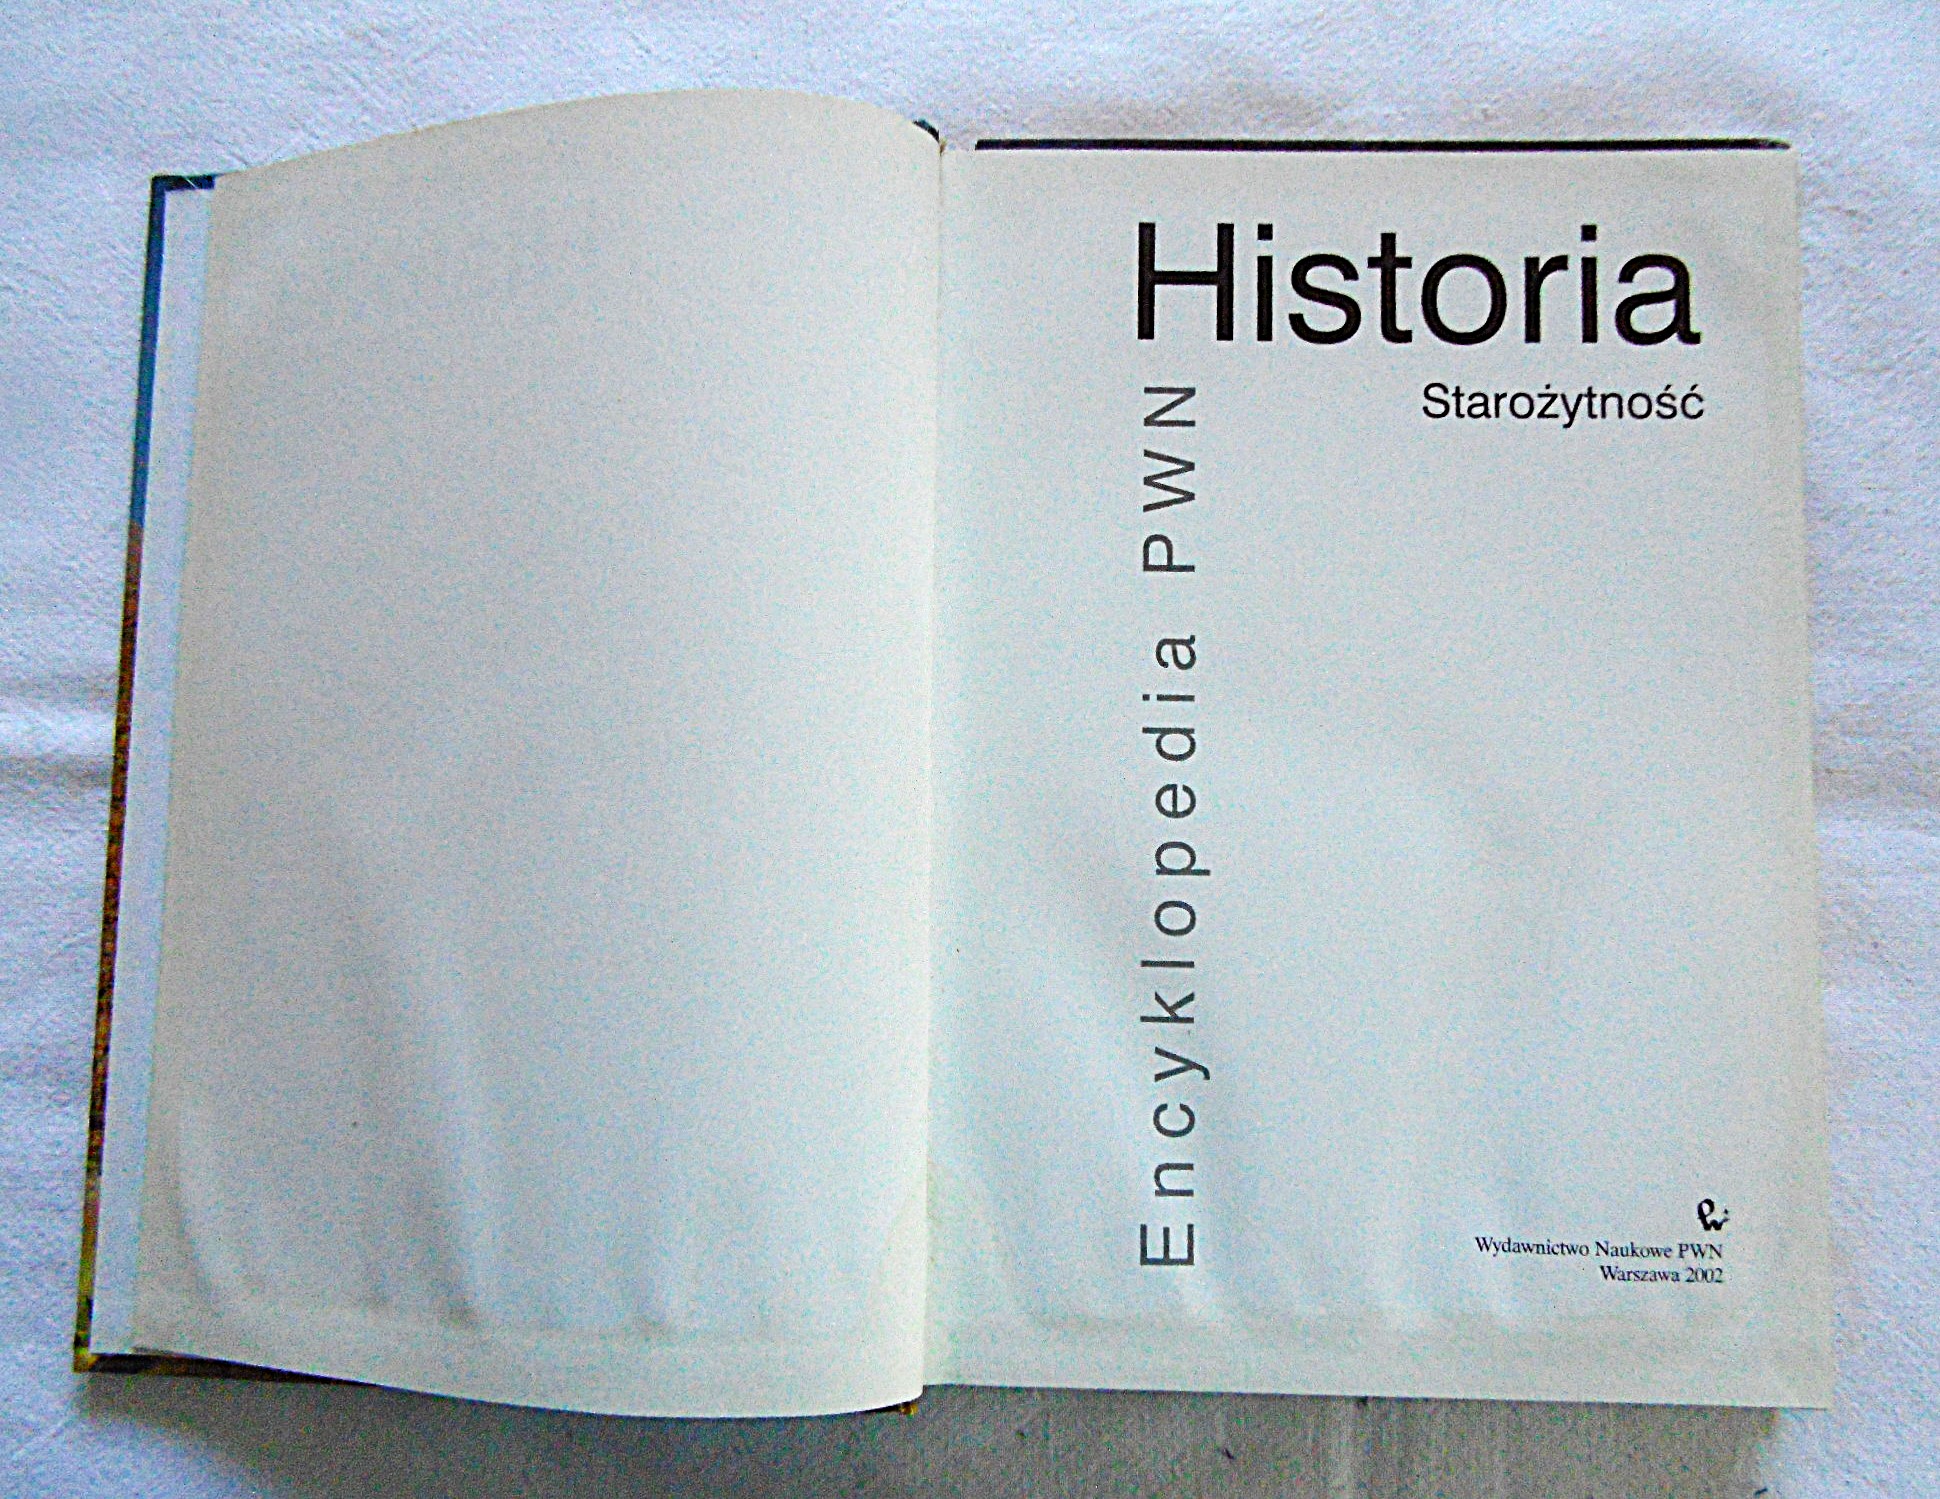 Historia
Starożytność
Encyklopedia PWN
Wydawnictwo Naukowe PWN
Warszawa 2002